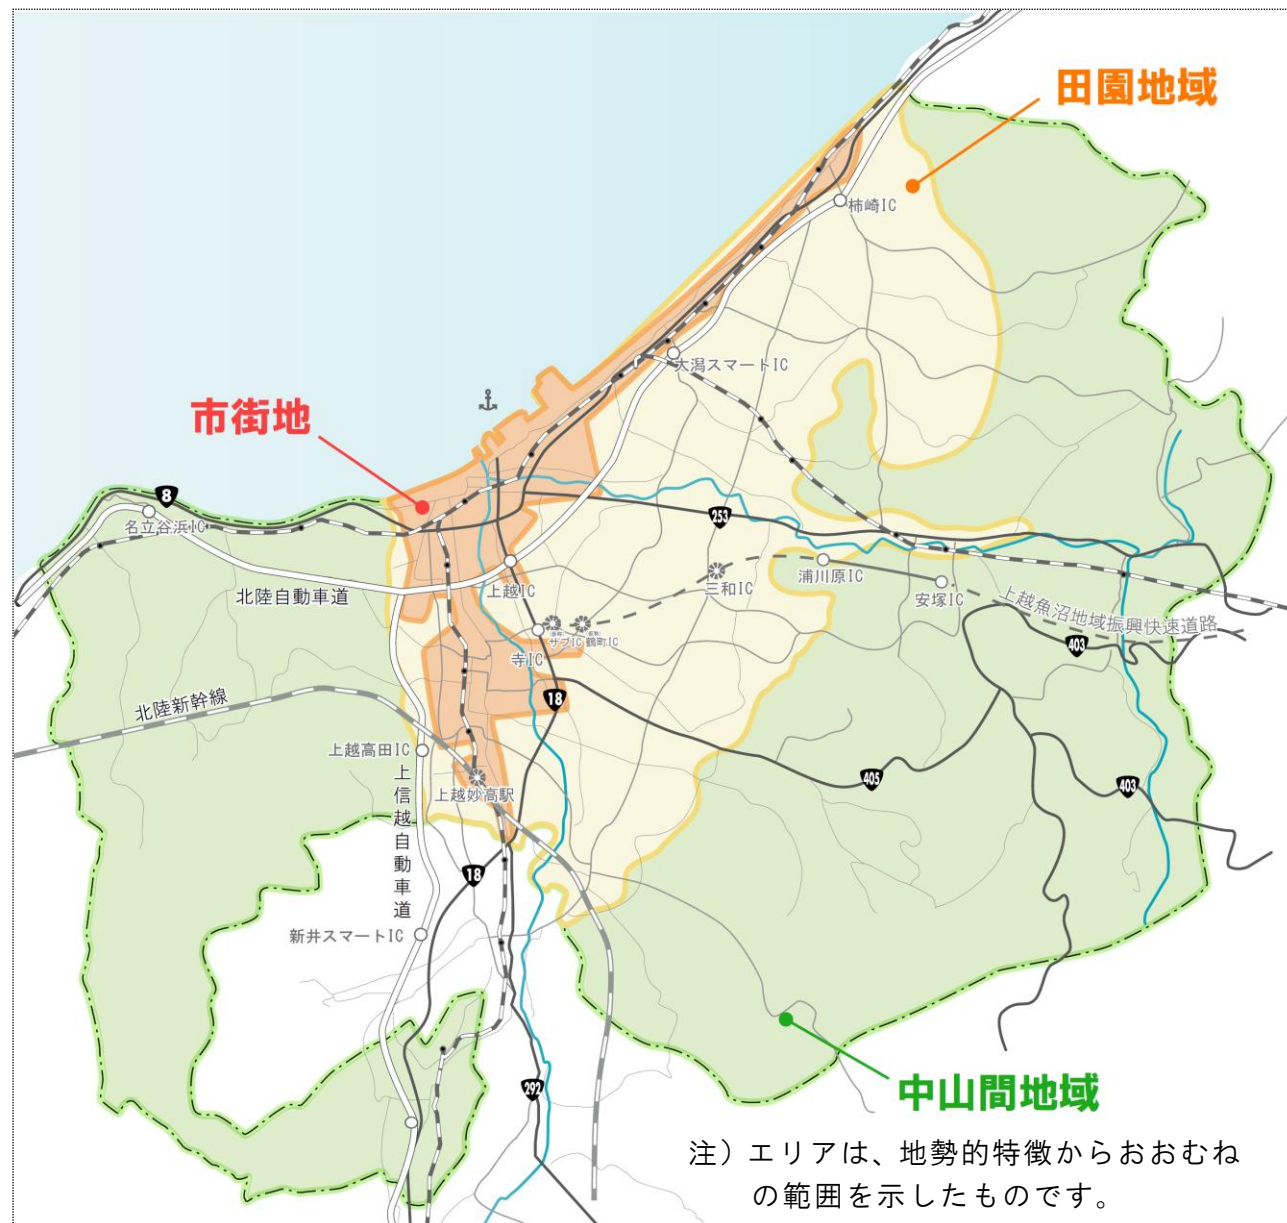 田園地域
柿崎IC
大潟スマートIC
市街地
8
名立谷浜IC
253
北陸自動車道
上越IC
三和IC
浦川原IC
安塚IC
上越魚沼地域振興快速道路
寺IC
鶴町IC
403
18
北陸新幹線
上越高田IC
上信越自動車道
上越妙高駅
405
403
18
新井スマートIC
292
中山間地域
注）エリアは、地勢的特徴からおおむね
の範囲を示したものです。